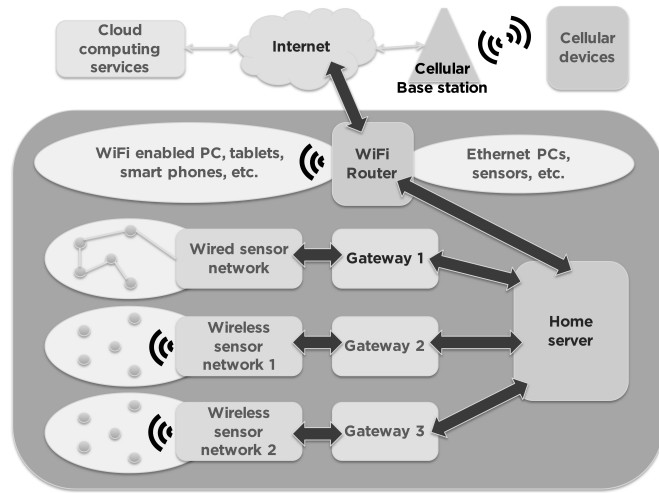 Cloud
computing
services
Internet
Cellular
Base station
Cellular
devices
WiFi enabled PC, tablets,
smart phones, etc.
WiFi
Router
Ethernet PCs,
sensors, etc.
Wired sensor
network
Gateway 1
Wireless
sensor
network 1
Gateway 2
Home
server
Wireless
sensor
network 2
Gateway 3